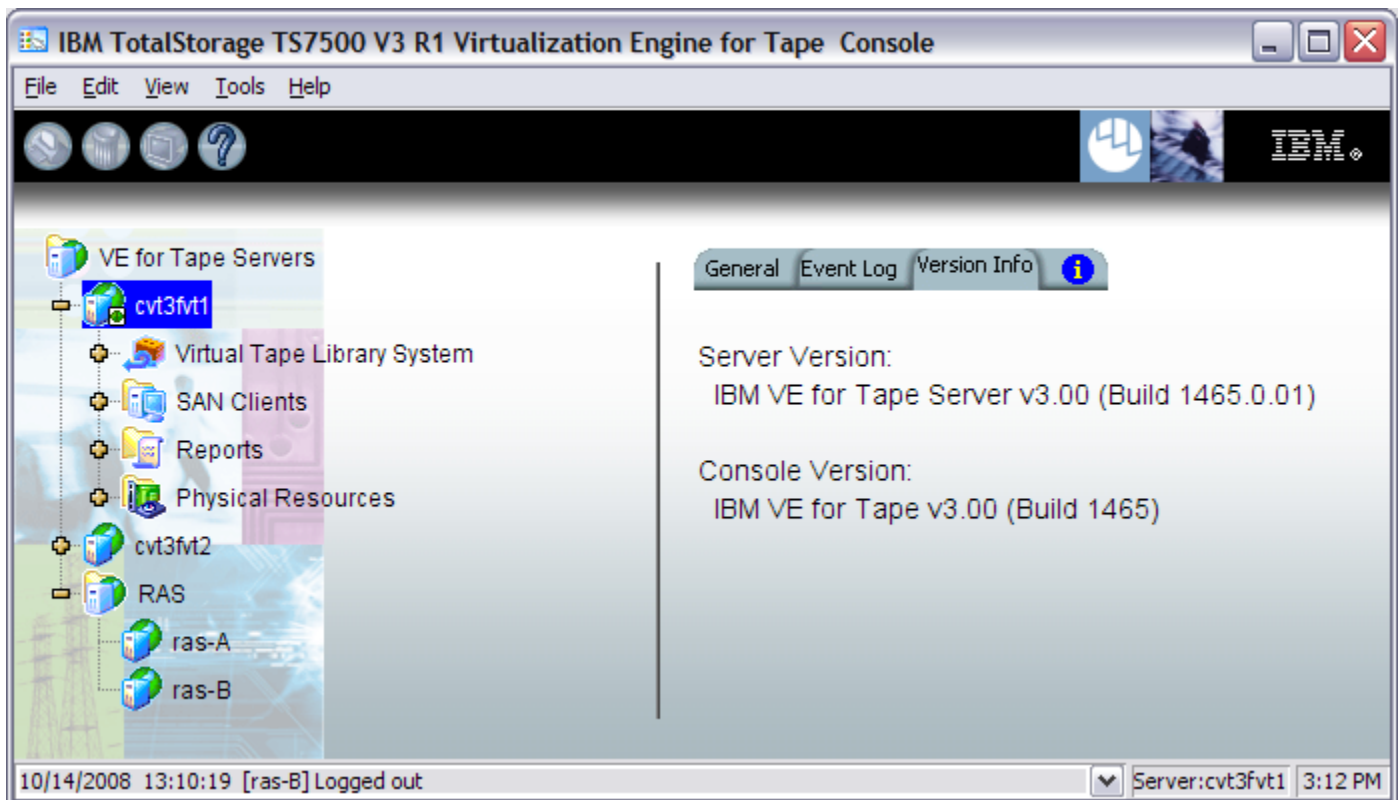 IBM TotalStorage TS7500 V3 R1 Virtualization Engine for Tape Console
File Edit View Tools Help
IBM
VE for Tape Servers
cvt3fvt1
Virtual Tape Library System
SAN Clients
Reports
Physical Resources
cvt3fvt2
RAS
ras-A
ras-B
General Event Log Version Info
Server Version:
IBM VE for Tape Server v3.00 (Build 1465.0.01)
Console Version:
IBM VE for Tape v3.00 (Build 1465)
10/14/2008 13:10:19 [ras-B] Logged out
Server:cvt3fvt1 3:12 PM